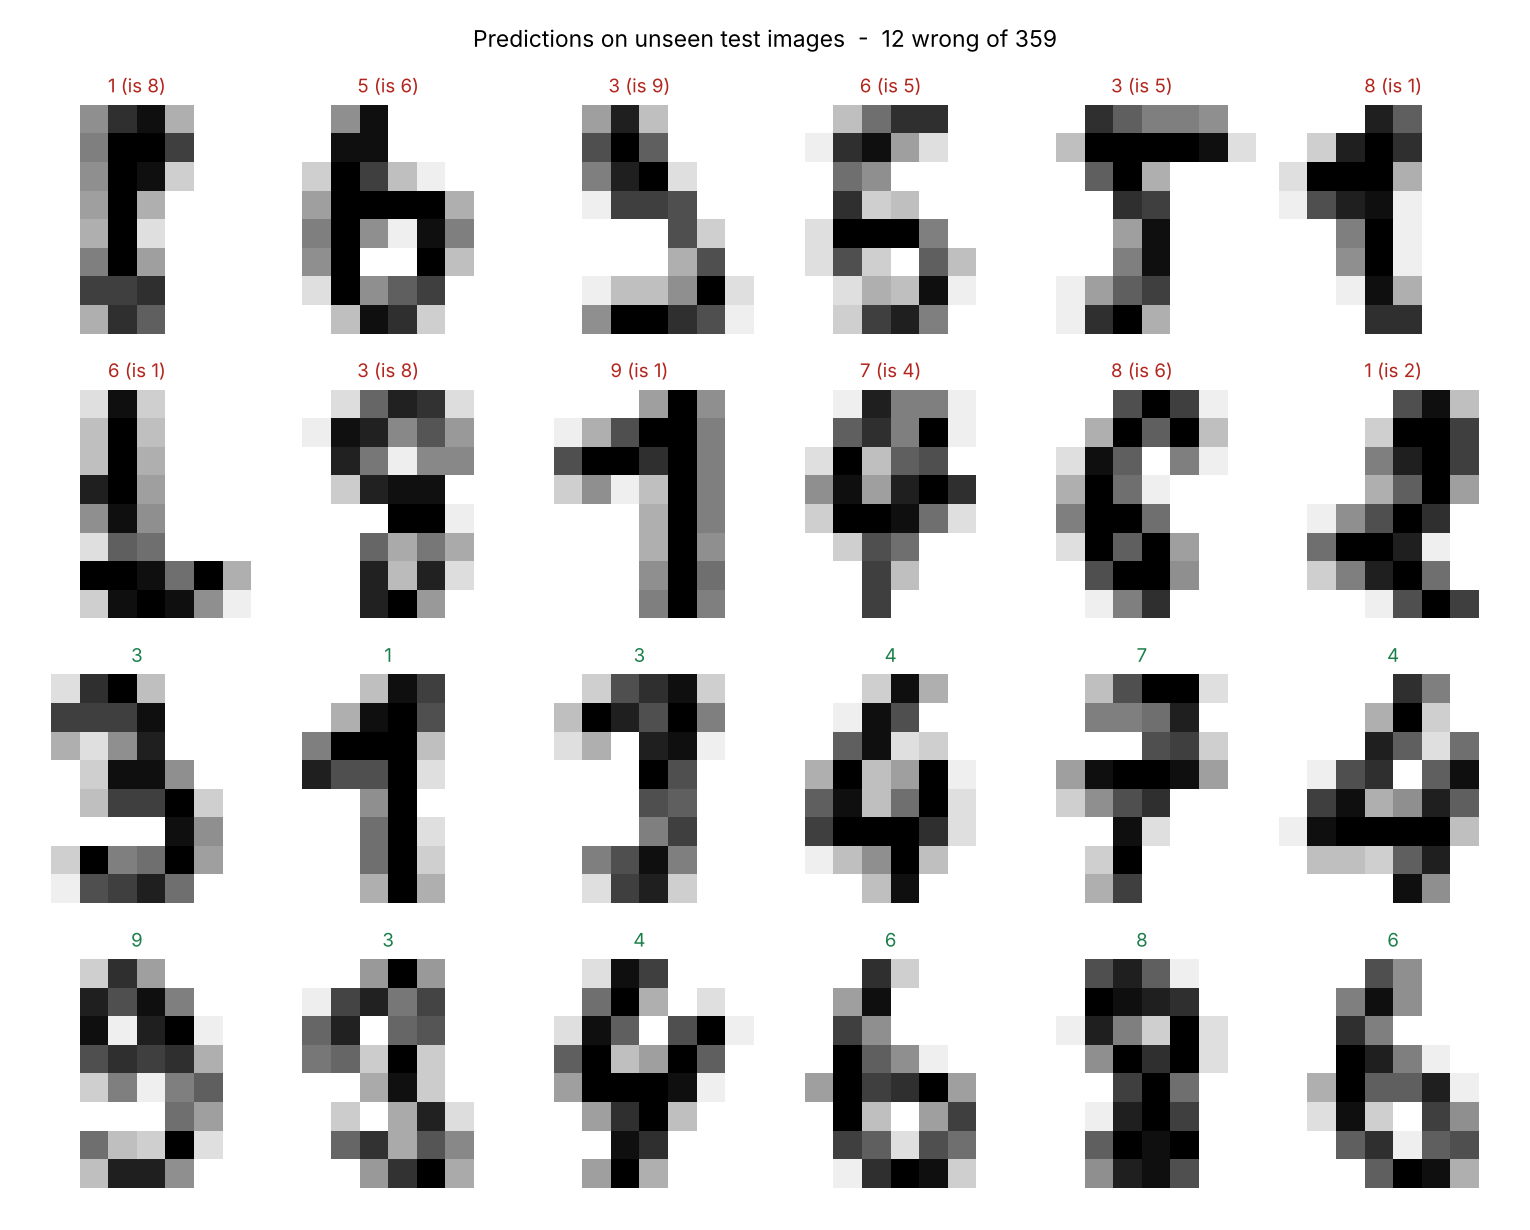 Predictions on unseen test images - 12 wrong of 359
1 (is 8) 5 (is 6) 3 (is 9) 6 (is 5) 3 (is 5) 8 (is 1)
6 (is 1) 3 (is 8) 9 (is 1) 7 (is 4) 8 (is 6) 1 (is 2)
3 1 3 4 7 4
9 3 4 6 8 6